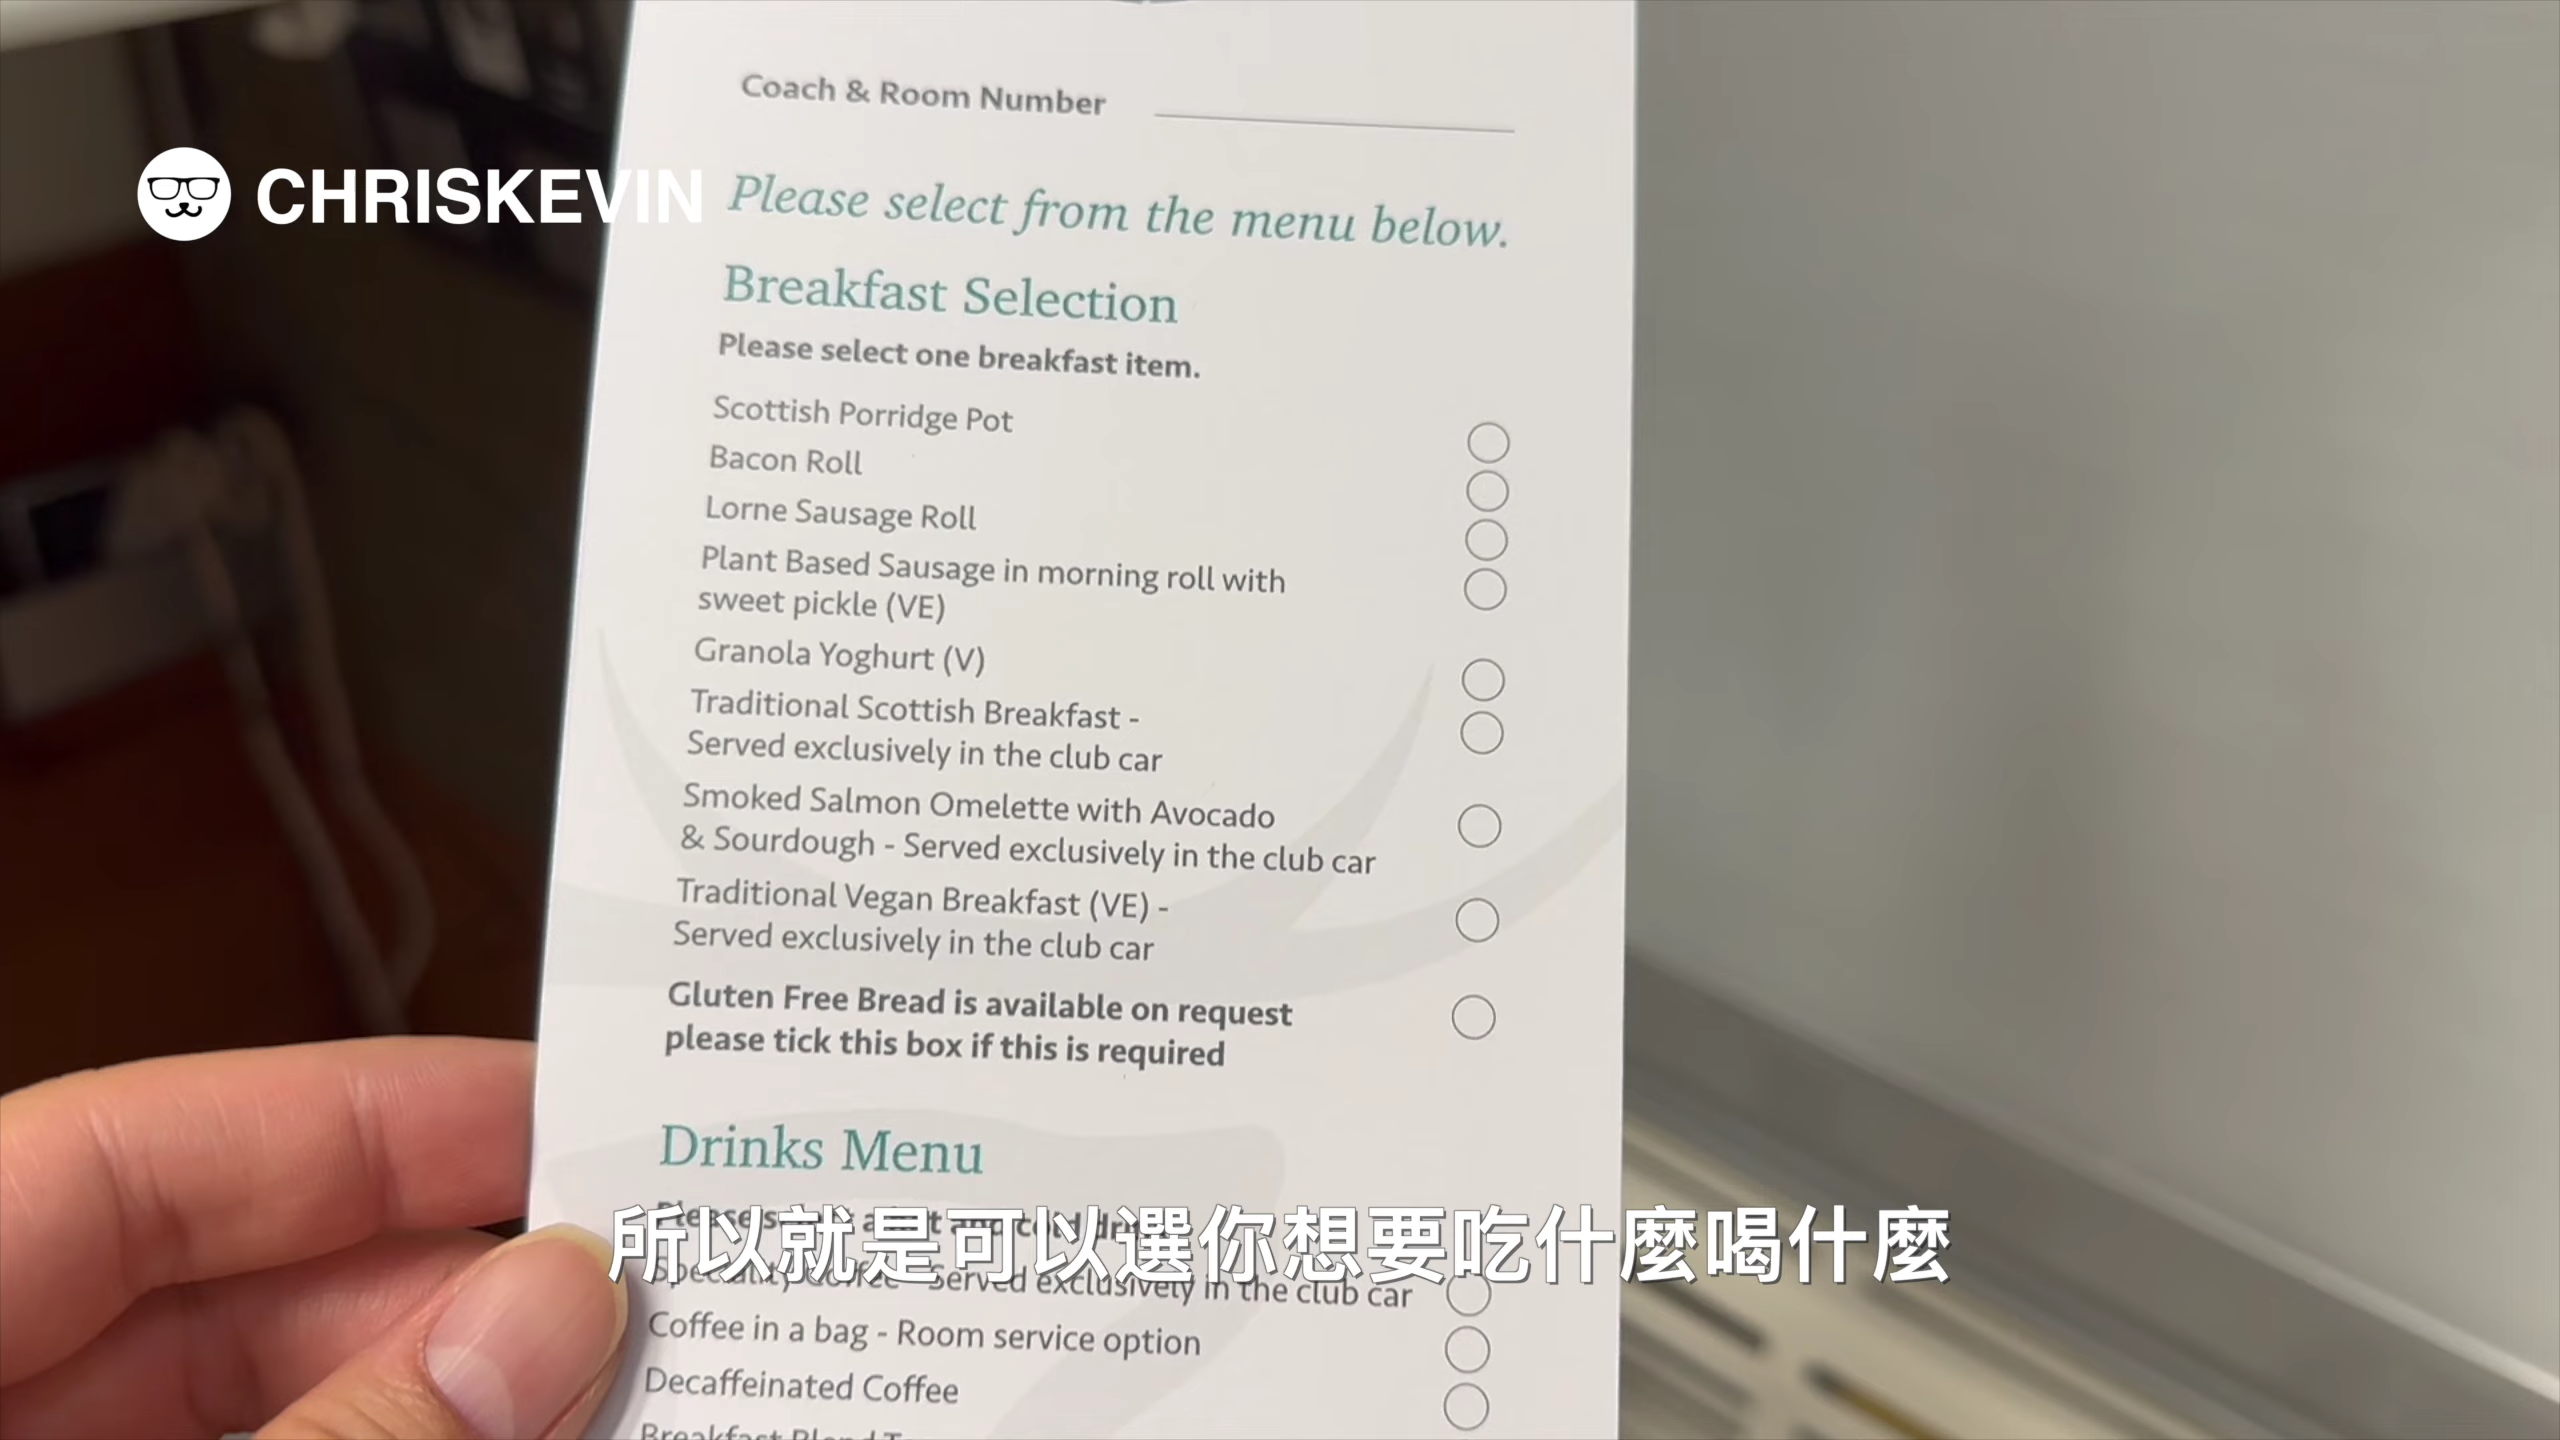 Coach & Room Number
CHRISKEVIN
Please select from the menu below.
Breakfast Selection
Please select one breakfast item.
Scottish Porridge Pot
Bacon Roll
Lorne Sausage Roll
Plant Based Sausage in morning roll with
sweet pickle (VE)
Granola Yoghurt (V)
Traditional Scottish Breakfast -
Served exclusively in the club car
Smoked Salmon Omelette with Avocado
& Sourdough - Served exclusively in the club car
Traditional Vegan Breakfast (VE) -
Served exclusively in the club car
Gluten Free Bread is available on request
please tick this box if this is required
Drinks Menu
所以就是可以選你想要吃什麼喝什麼
Served exclusively in the club car
Coffee in a bag - Room service option
Decaffeinated Coffee